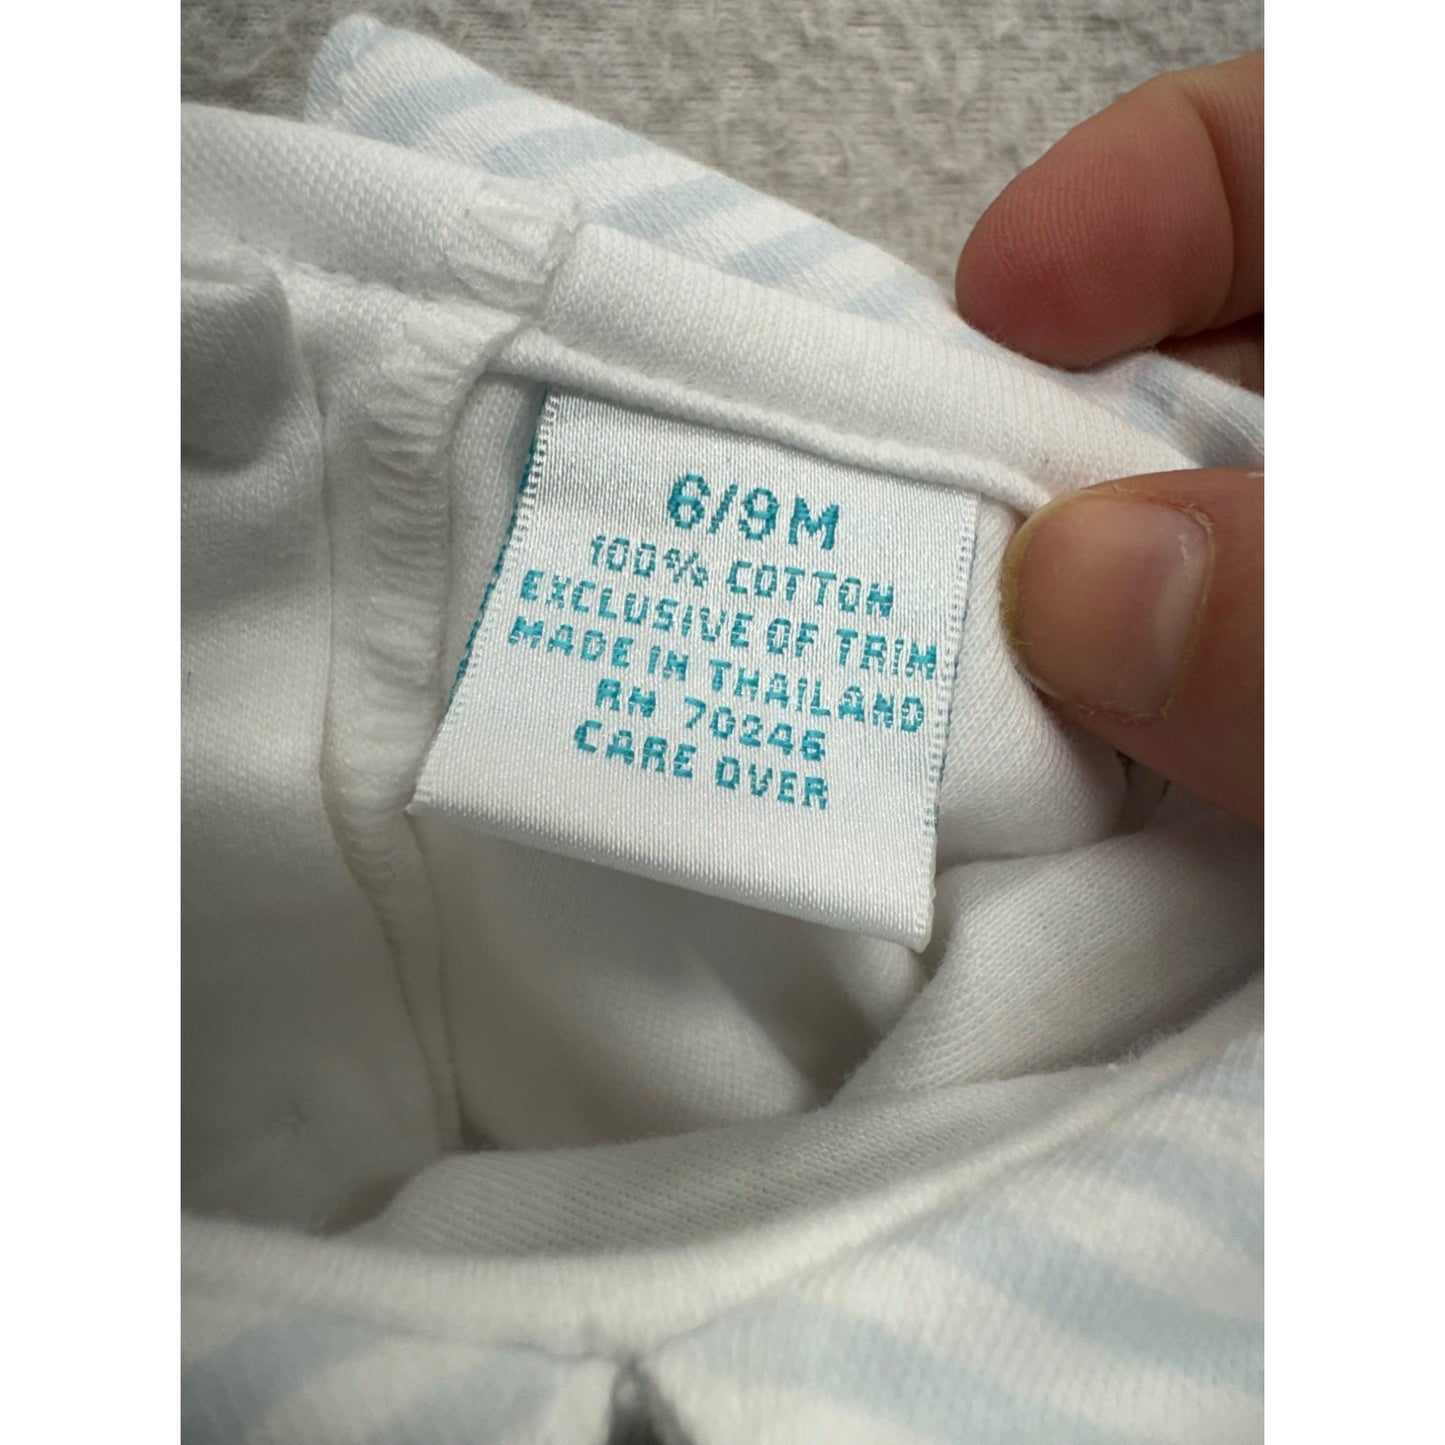 6/9M
100% COTTON
EXCLUSIVE OF TRIM
MADE IN THAILAND
RN 70246
CARE OVER